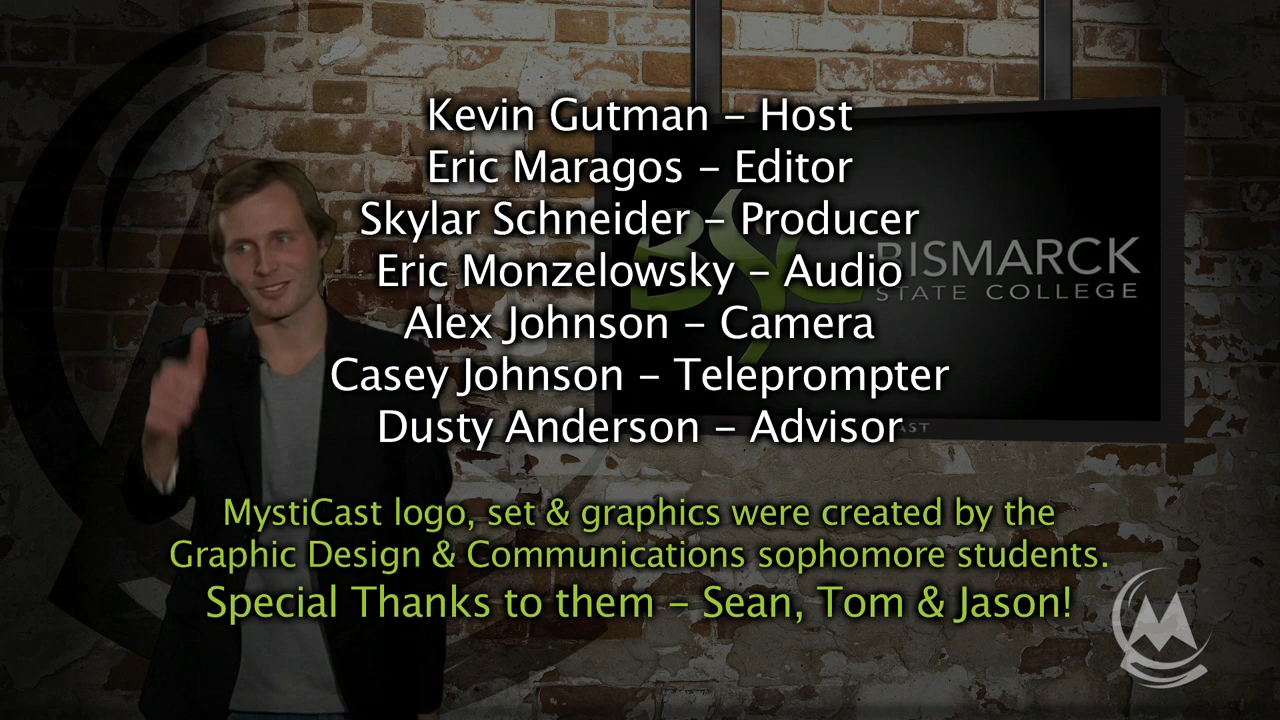 Kevin Gutman – Host
Eric Maragos – Editor
Skylar Schneider – Producer
Eric Monzelowsky – Audio
Alex Johnson – Camera
Casey Johnson – Teleprompter
Dusty Anderson – Advisor
BSC
BISMARCK
STATE COLLEGE
MystiCast logo, set & graphics were created by the
Graphic Design & Communications sophomore students.
Special Thanks to them – Sean, Tom & Jason!
M